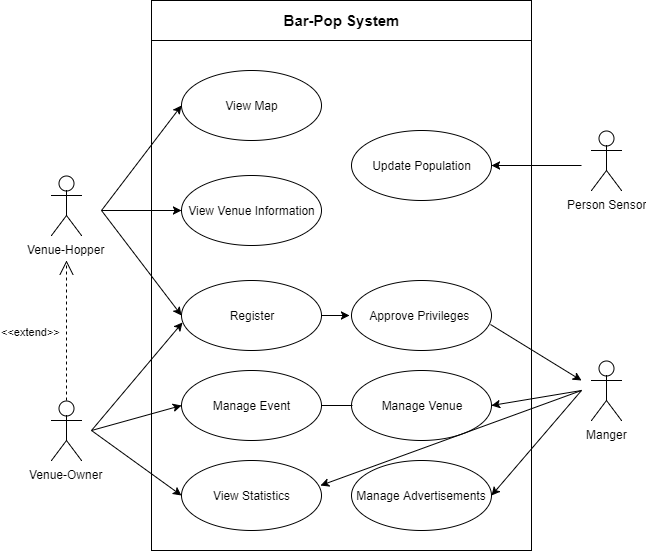 Bar-Pop System
View Map
Update Population
Person Sensor
View Venue Information
Venue-Hopper
<<extend>>
Register
Approve Privileges
Manage Event
Manage Venue
Manger
Venue-Owner
View Statistics
Manage Advertisements